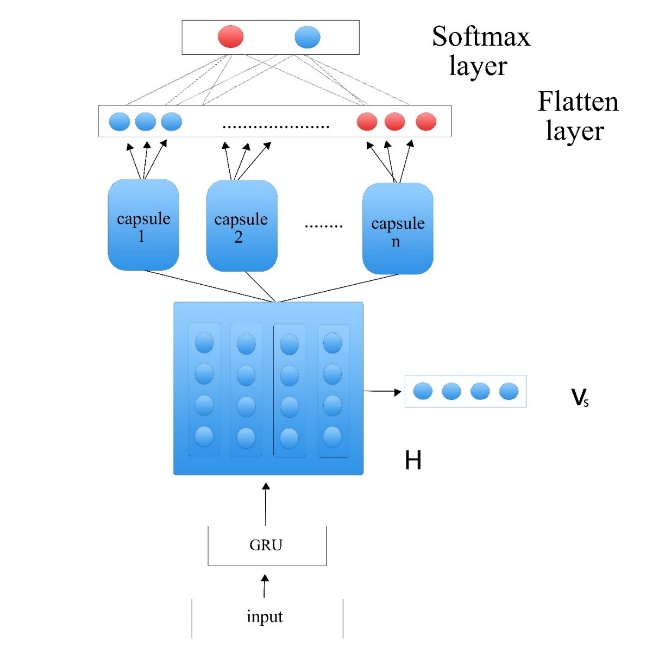 Softmax
layer
Flatten
layer
.....................
capsule
1
capsule
2
........
capsule
n
Vs
H
GRU
input